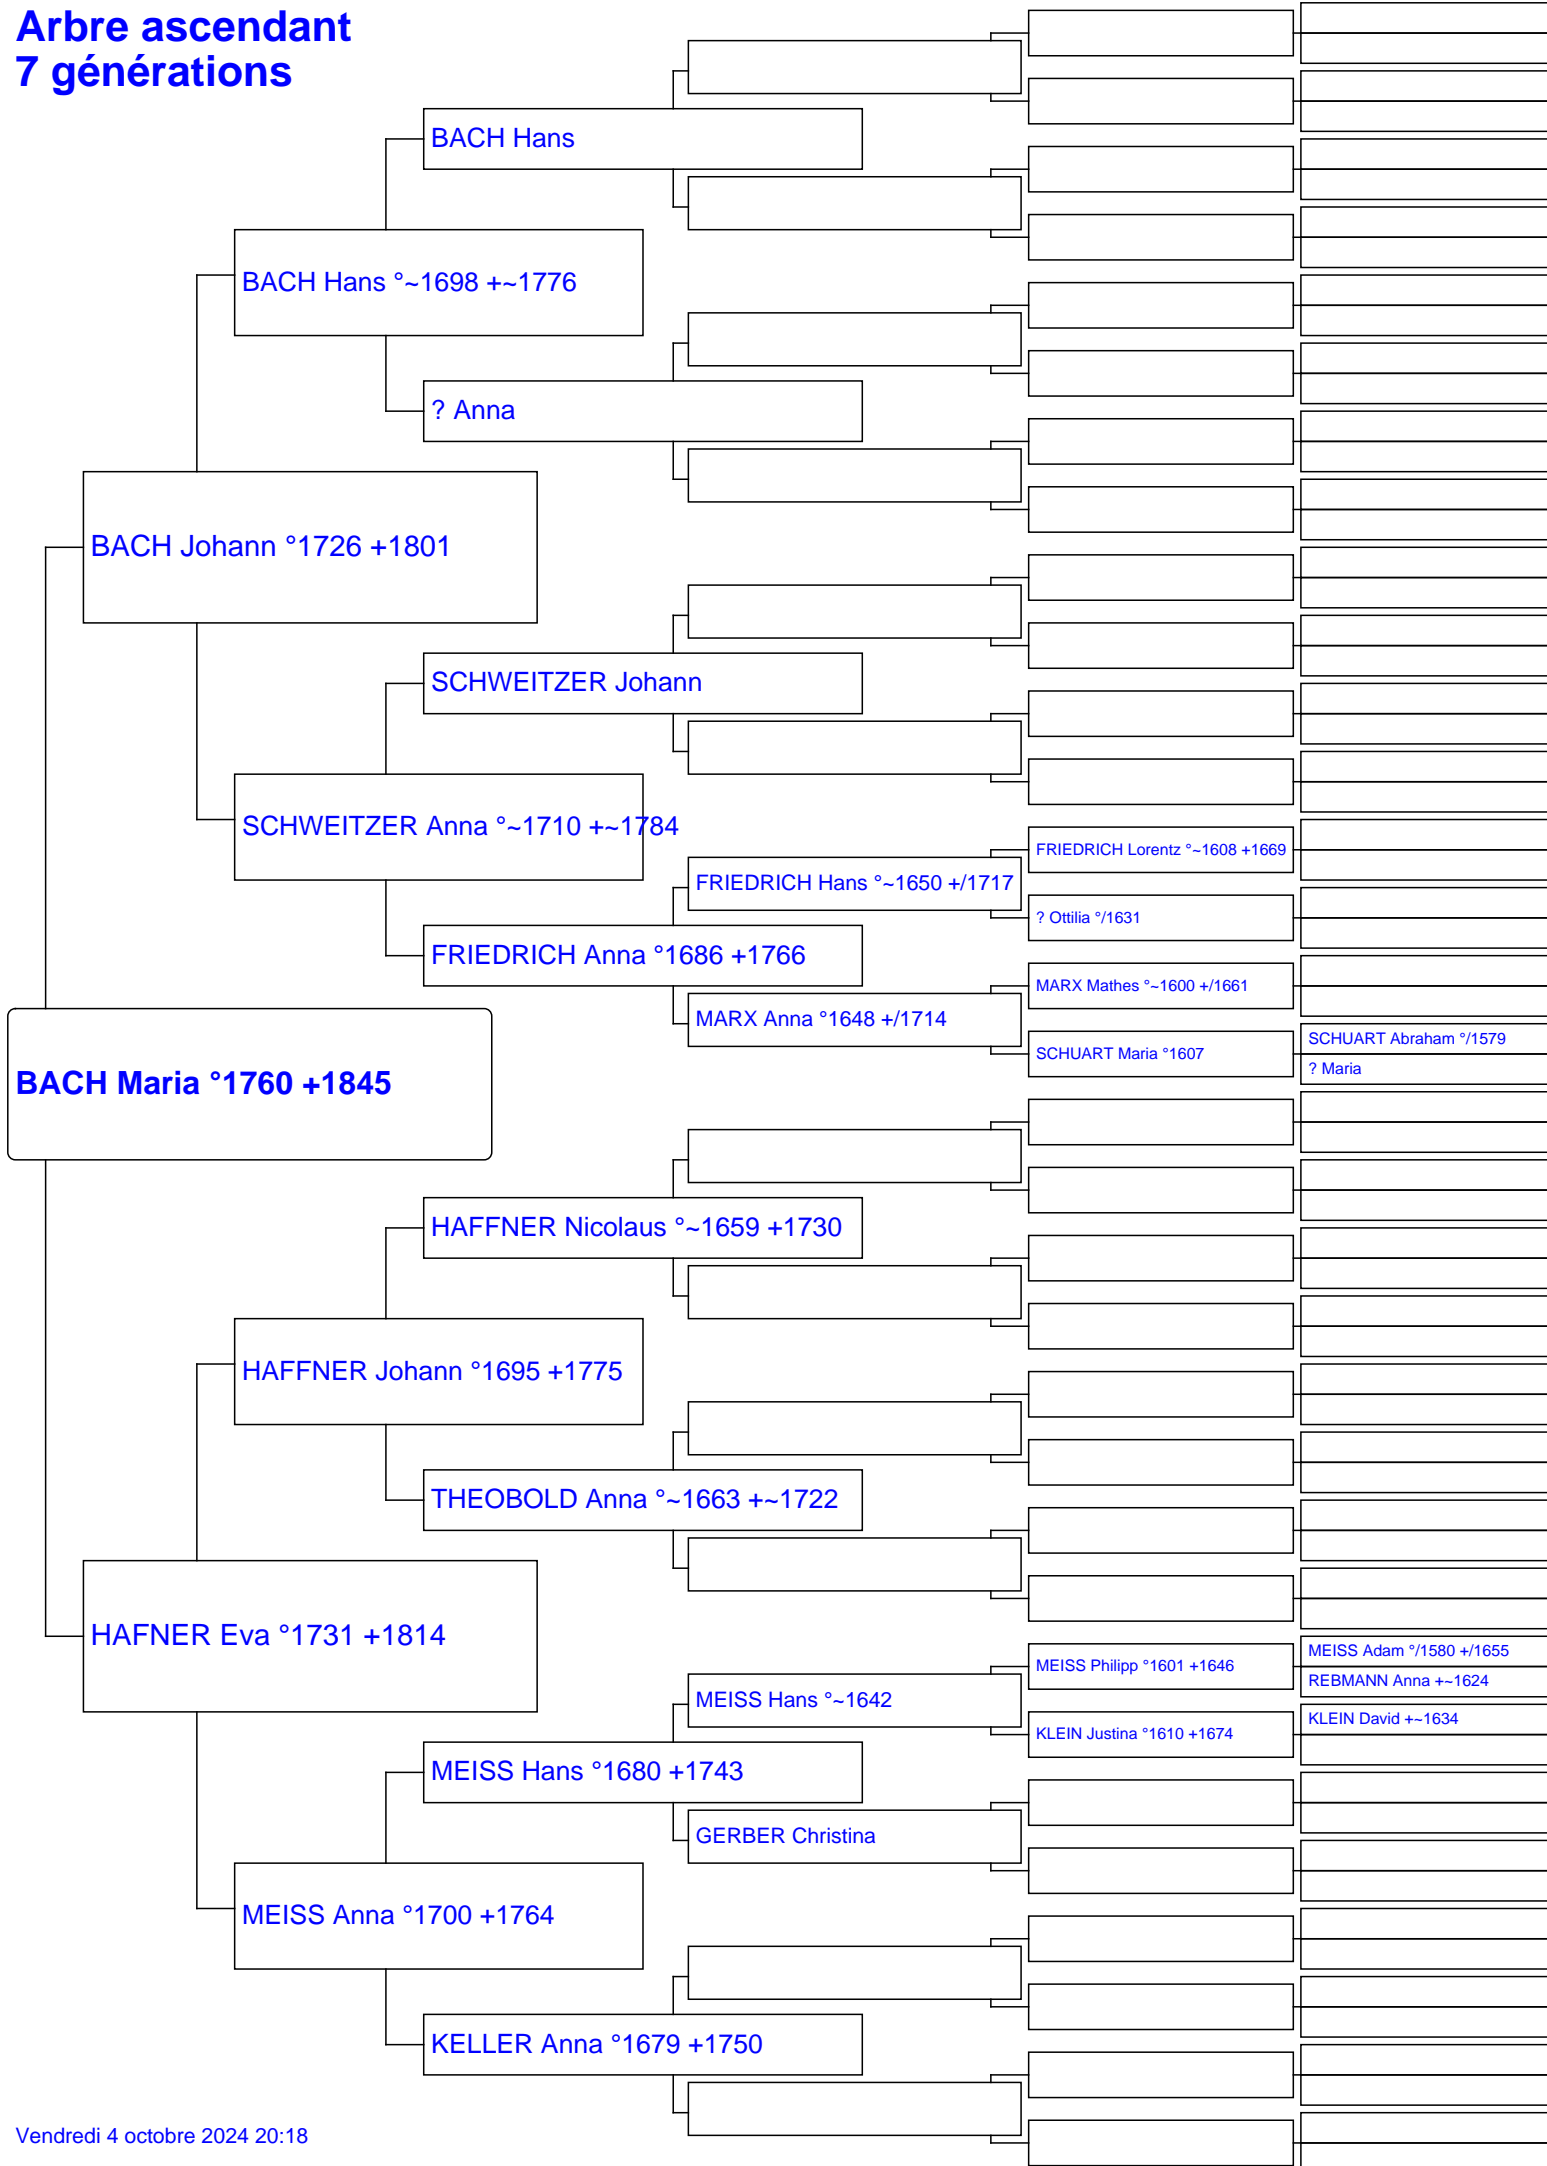 Arbre ascendant
7 générations
BACH Hans
BACH Hans °~1698 +~1776
? Anna
BACH Johann °1726 +1801
SCHWEITZER Johann
SCHWEITZER Anna °~1710 +~1784
FRIEDRICH Lorentz °~1608 +1669
FRIEDRICH Hans °~1650 +/1717
? Ottilia °/1631
FRIEDRICH Anna °1686 +1766
MARX Mathes °~1600 +/1661
MARX Anna °1648 +/1714
SCHUART Abraham °/1579
SCHUART Maria °1607
? Maria
BACH Maria °1760 +1845
HAFFNER Nicolaus °~1659 +1730
HAFFNER Johann °1695 +1775
THEOBOLD Anna °~1663 +~1722
HAFNER Eva °1731 +1814
MEISS Adam °/1580 +/1655
MEISS Philipp °1601 +1646
REBMANN Anna +~1624
MEISS Hans °~1642
KLEIN David +~1634
KLEIN Justina °1610 +1674
MEISS Hans °1680 +1743
GERBER Christina
MEISS Anna °1700 +1764
KELLER Anna °1679 +1750
Vendredi 4 octobre 2024 20:18